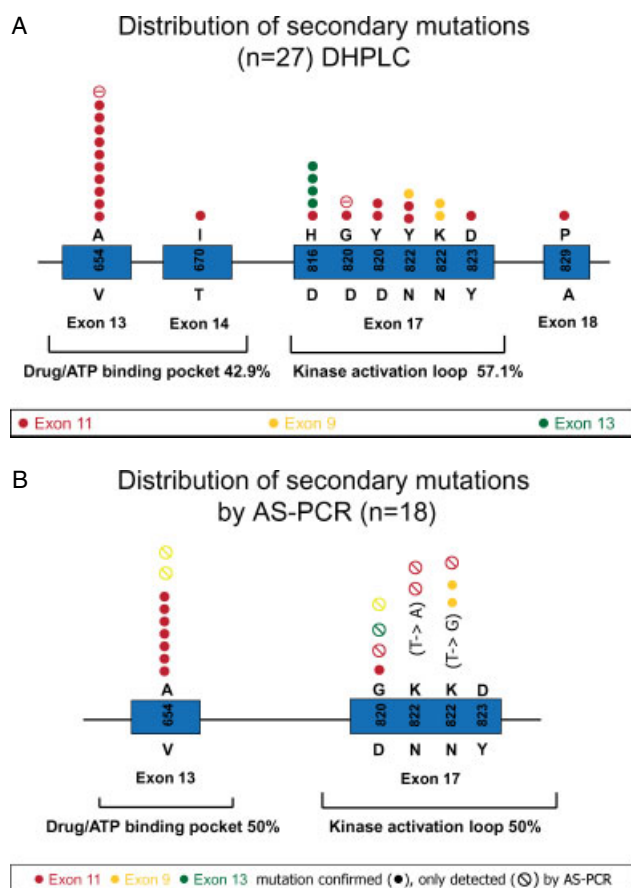 A
Distribution of secondary mutations
(n=27) DHPLC
A I H G Y Y K D P
654 670 816 820 820 822 822 823 829
V T D D D N N Y A
Exon 13 Exon 14 Exon 17 Exon 18
Drug/ATP binding pocket 42.9% Kinase activation loop 57.1%
Exon 11 Exon 9 Exon 13
B
Distribution of secondary mutations
by AS-PCR (n=18)
(T-> A) (T-> G)
A G K K D
654 820 822 822 823
V D N N Y
Exon 13 Exon 17
Drug/ATP binding pocket 50% Kinase activation loop 50%
Exon 11 Exon 9 Exon 13 mutation confirmed (●), only detected (⃠) by AS-PCR